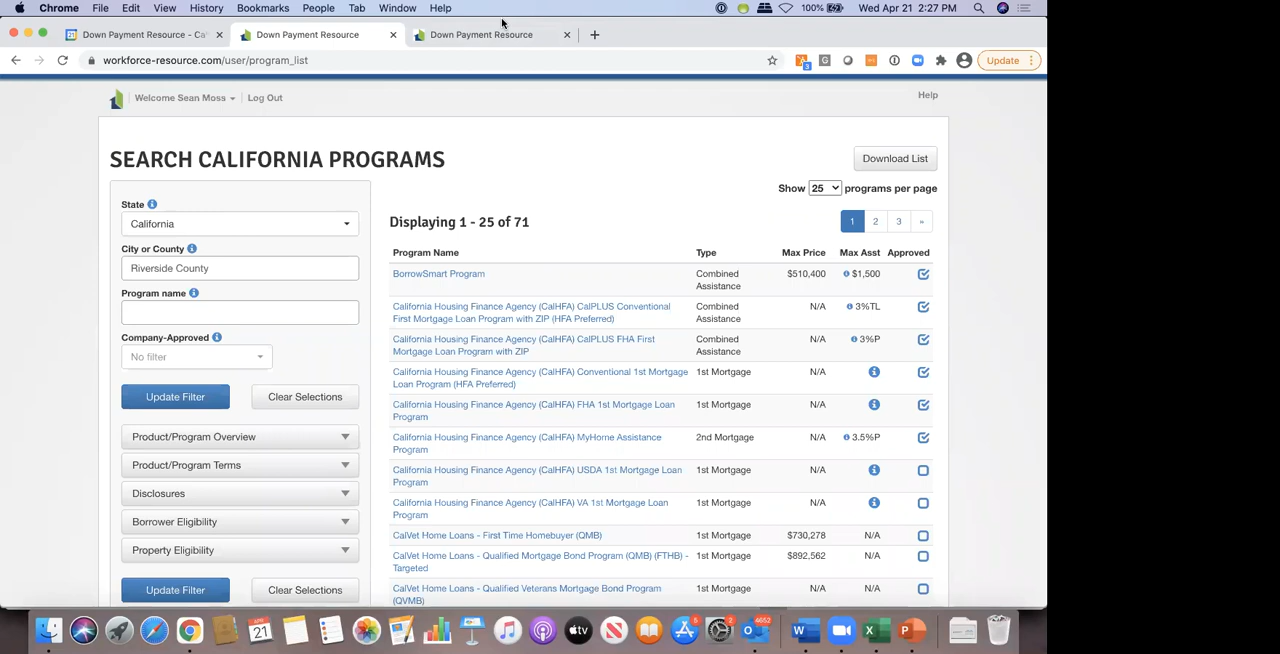 Chrome File Edit View History Bookmarks People Tab Window Help 100% Wed Apr 21 2:27 PM
Down Payment Resource - Ca Down Payment Resource Down Payment Resource
workforce-resource.com/user/program_list 3 Update
Welcome Sean Moss Log Out Help
SEARCH CALIFORNIA PROGRAMS Download List
Show 25 programs per page
State
California
City or County
Riverside County
Program name
Company-Approved
No filter
Update Filter Clear Selections
Product/Program Overview
Product/Program Terms
Disclosures
Borrower Eligibility
Property Eligibility
Update Filter Clear Selections
Displaying 1 - 25 of 71 1 2 3 »
Program Name Type Max Price Max Asst Approved
BorrowSmart Program Combined Assistance $510,400 $1,500
California Housing Finance Agency (CalHFA) CalPLUS Conventional Combined N/A 3%TL
First Mortgage Loan Program with ZIP (HFA Preferred) Assistance
California Housing Finance Agency (CalHFA) CalPLUS FHA First Combined N/A 3%P
Mortgage Loan Program with ZIP Assistance
California Housing Finance Agency (CalHFA) Conventional 1st Mortgage 1st Mortgage N/A
Loan Program (HFA Preferred)
California Housing Finance Agency (CalHFA) FHA 1st Mortgage Loan 1st Mortgage N/A
Program
California Housing Finance Agency (CalHFA) MyHome Assistance 2nd Mortgage N/A 3.5%P
Program
California Housing Finance Agency (CalHFA) USDA 1st Mortgage Loan 1st Mortgage N/A
Program
California Housing Finance Agency (CalHFA) VA 1st Mortgage Loan 1st Mortgage N/A
Program
CalVet Home Loans - First Time Homebuyer (QMB) 1st Mortgage $730,278 N/A
CalVet Home Loans - Qualified Mortgage Bond Program (QMB) (FTHB) - 1st Mortgage $892,562 N/A
Targeted
CalVet Home Loans - Qualified Veterans Mortgage Bond Program 1st Mortgage N/A N/A
(QVMB)
APR 21 tv 5 2 4652 W X P